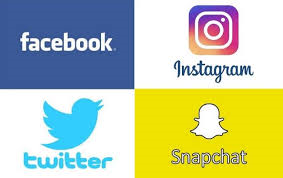 facebook.
Instagram
twitter
Snapchat